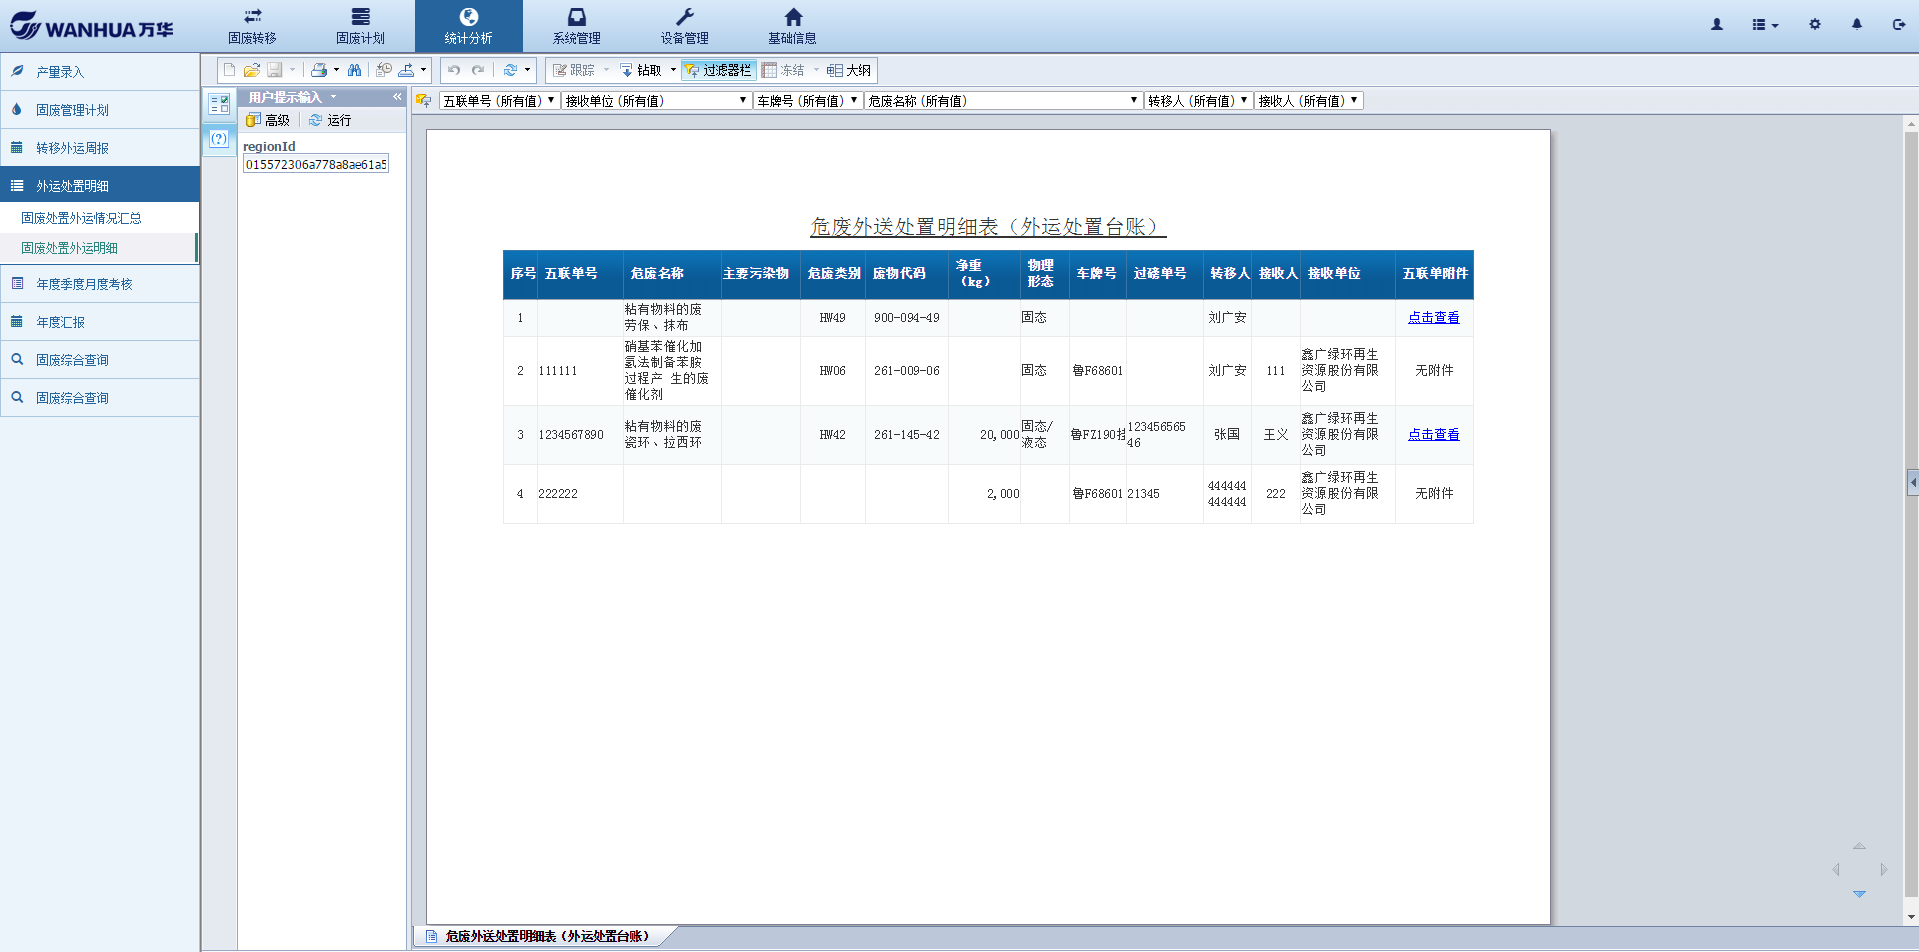 WANHUA万华
固废转移
固废计划
统计分析
系统管理
设备管理
基础信息
产量录入
固废管理计划
转移外运周报
外运处置明细
固废处置外运情况汇总
固废处置外运明细
年度季度月度考核
年度汇报
固废综合查询
固废综合查询
跟踪 钻取 过滤器栏 冻结 大纲
用户提示输入
高级 运行
regionId
015572306a778a8ae61a5
五联单号 (所有值) 接收单位 (所有值) 车牌号 (所有值) 危废名称 (所有值) 转移人 (所有值) 接收人 (所有值)
危废外送处置明细表（外运处置台账）
序号 五联单号 危废名称 主要污染物 危废类别 废物代码 净重（kg） 物理形态 车牌号 过磅单号 转移人 接收人 接收单位 五联单附件
1 粘有物料的废劳保、抹布 HW49 900-094-49 固态 刘广安 点击查看
2 111111 硝基苯催化加氢法制备苯胺过程产 生的废催化剂 HW06 261-009-06 固态 鲁F68601 刘广安 111 鑫广绿环再生资源股份有限公司 无附件
3 1234567890 粘有物料的废瓷环、拉西环 HW42 261-145-42 20,000 固态/液态 鲁FZ190挂 12345656546 张国 王义 鑫广绿环再生资源股份有限公司 点击查看
4 222222 2,000 鲁F68601 21345 444444444444 222 鑫广绿环再生资源股份有限公司 无附件
危废外送处置明细表（外运处置台账）